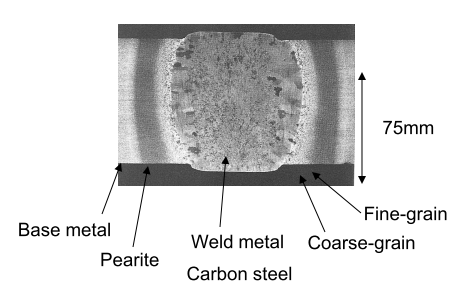 75mm
Fine-grain
Base metal
Weld metal
Coarse-grain
Pearite
Carbon steel